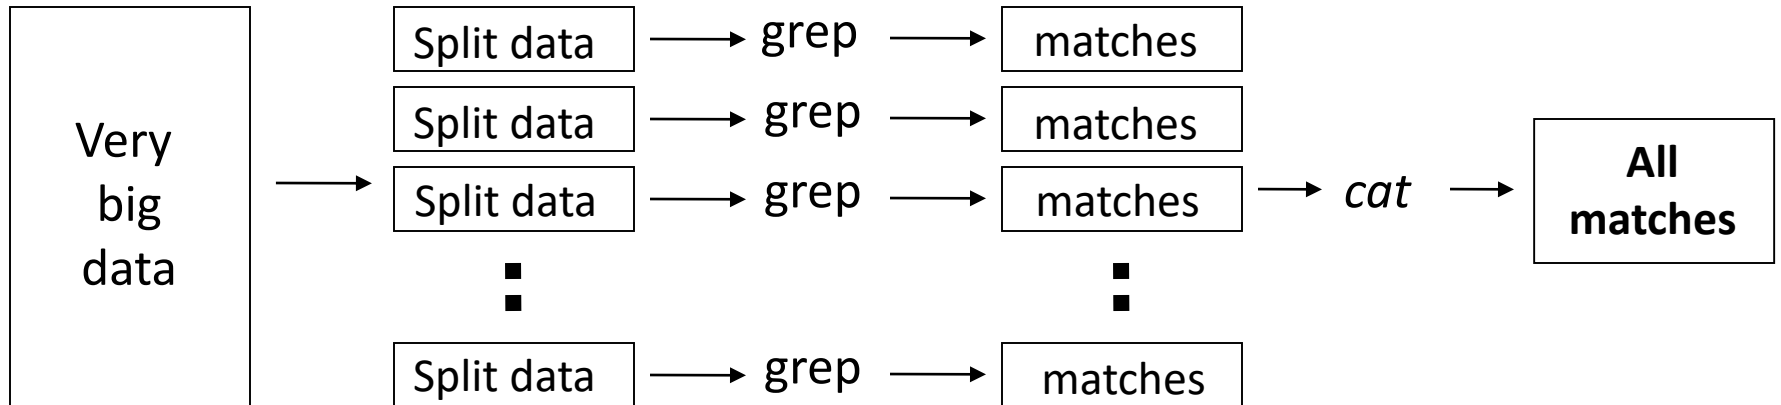 Very
big
data
Split data grep matches
Split data grep matches
Split data grep matches
Split data grep matches
cat
All
matches